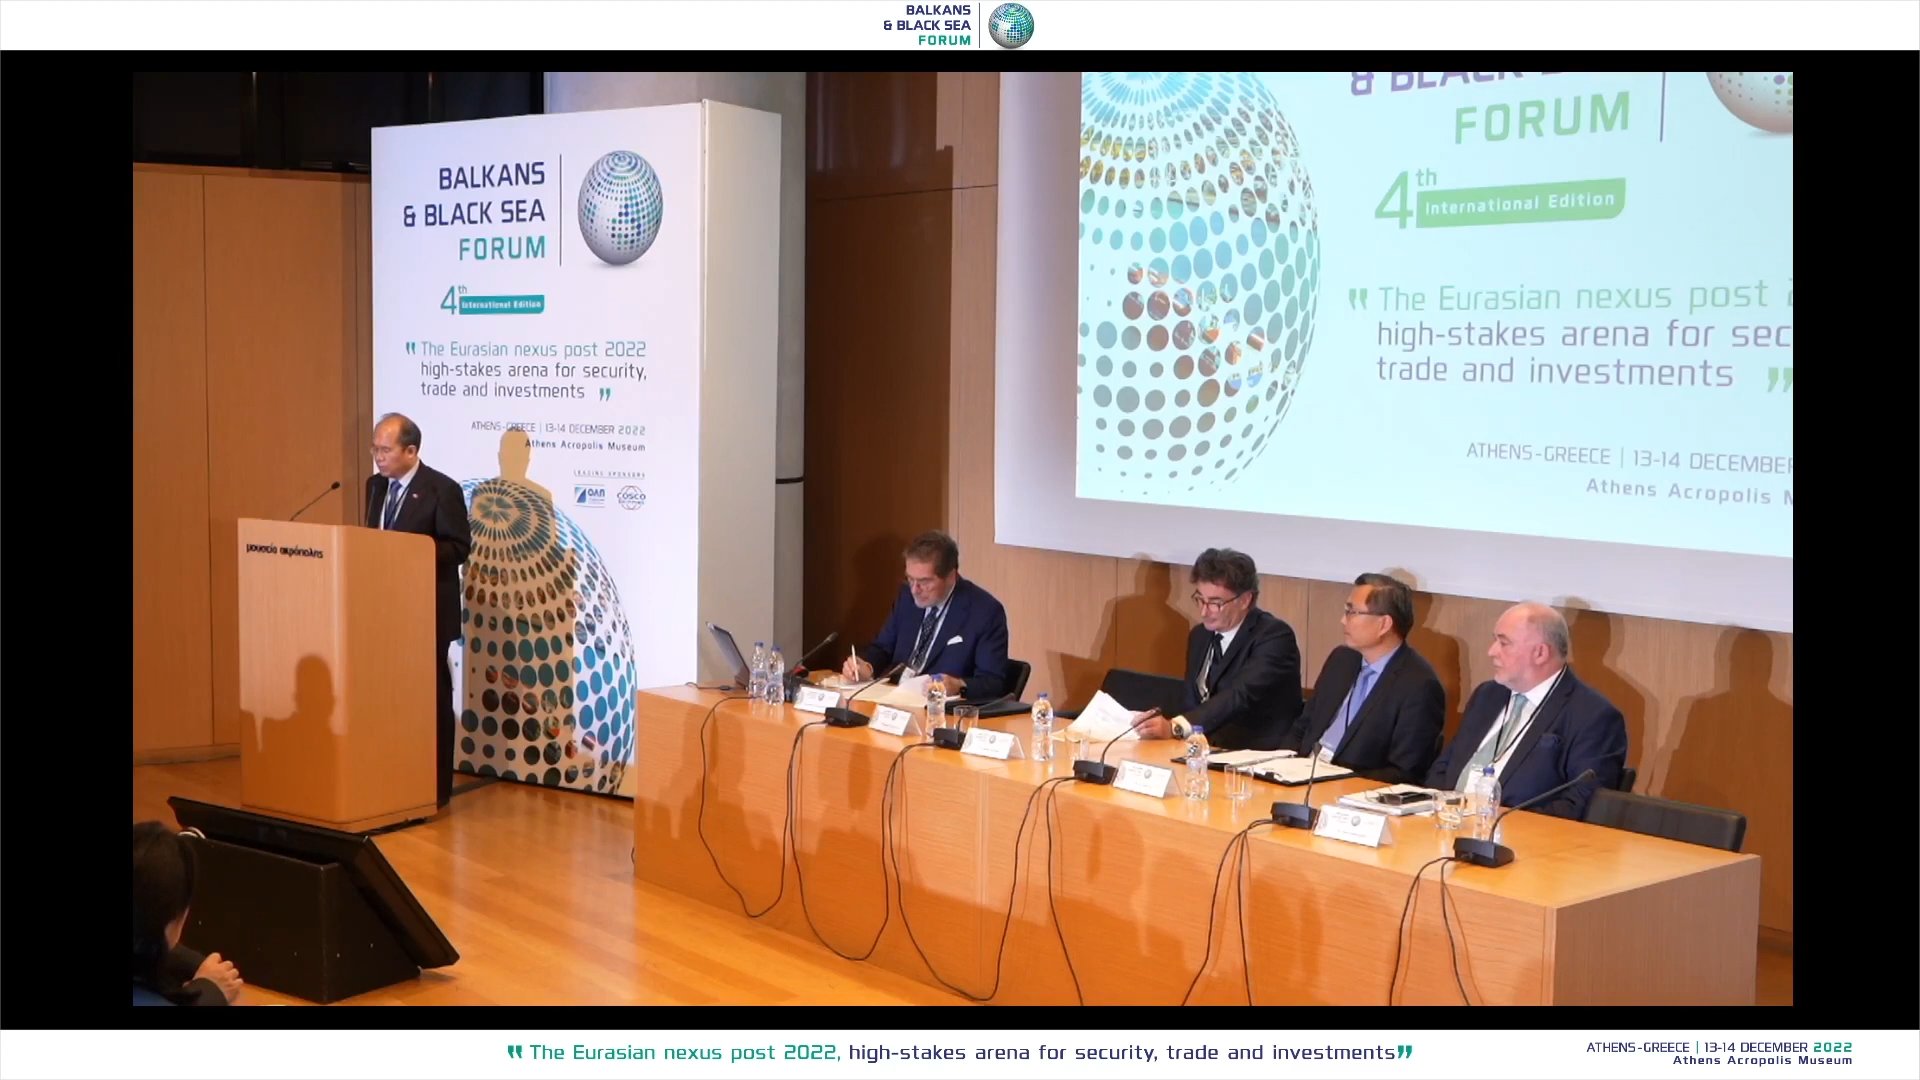 BALKANS
& BLACK SEA
FORUM
BALKANS
& BLACK SEA
FORUM
4th International Edition
" The Eurasian nexus post 2022
high-stakes arena for security,
trade and investments "
ATHENS-GREECE | 13-14 DECEMBER 2022
Athens Acropolis Museum
LEADING SPONSORS
ΟΛΠ
COSCO
μουσείο ακρόπολης
FORUM
4th International Edition
" The Eurasian nexus post
high-stakes arena for sec
trade and investments "
ATHENS-GREECE | 13-14 DECEMBER
Athens Acropolis M
"The Eurasian nexus post 2022, high-stakes arena for security, trade and investments"
ATHENS-GREECE | 13-14 DECEMBER 2022
Athens Acropolis Museum